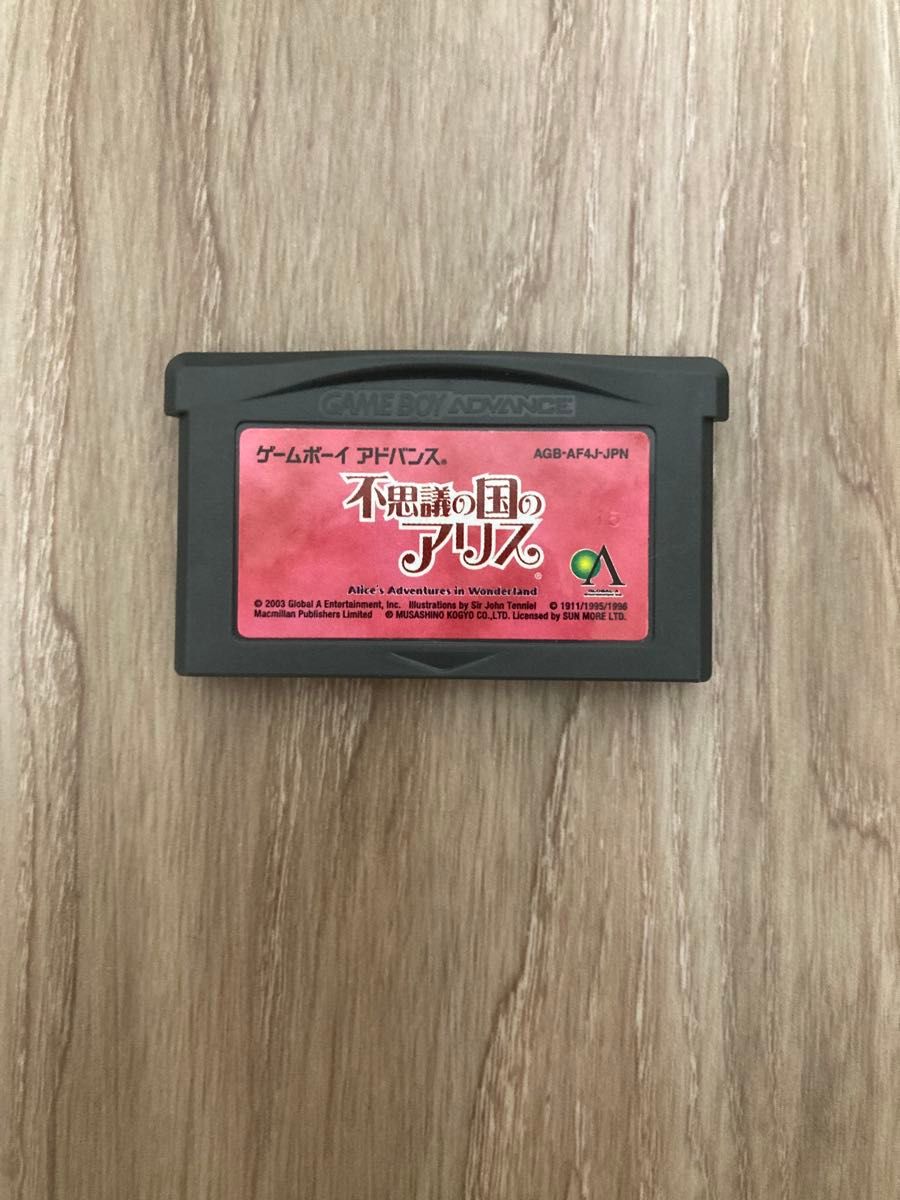 GAME BOY ADVANCE
ゲームボーイ アドバンス®
AGB-AF4J-JPN
不思議の国の
アリス®
15
Alice's Adventures in Wonderland
A
GLOBAL·A
© 2003 Global A Entertainment, Inc. Illustrations by Sir John Tenniel © 1911/1995/1996
Macmillan Publishers Limited ® MUSASHINO KOGYO CO.,LTD. Licensed by SUN MORE LTD.